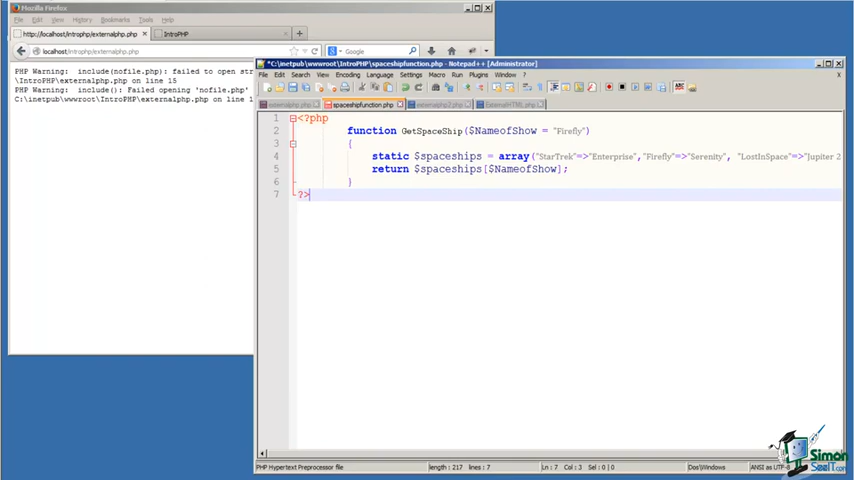 Mozilla Firefox
File Edit View History Bookmarks Tools Help
http://localhost/introphp/externalphp.php
IntroPHP
localhost/introphp/externalphp.php
Google
PHP Warning: include(nofile.php): failed to open str
\IntroPHP\externalphp.php on line 15
PHP Warning: include(): Failed opening 'nofile.php'
C:\inetpub\wwwroot\IntroPHP\externalphp.php on line 1
*C:\inetpub\wwwroot\IntroPHP\spaceshipfunction.php - Notepad++ [Administrator]
File Edit Search View Encoding Language Settings Macro Run Plugins Window ?
externalphp.php
spaceshipfunction.php
externalphp2.php
ExternalHTML.php
1 <?php
2 function GetSpaceShip($NameofShow = "Firefly")
3 {
4 static $spaceships = array("StarTrek"=>"Enterprise","Firefly"=>"Serenity", "LostInSpace"=>"Jupiter 2
5 return $spaceships[$NameofShow];
6 }
7 ?>
PHP Hypertext Preprocessor file length : 217 lines : 7 Ln : 7 Col : 3 Sel : 0 | 0 Dos\Windows ANSI as UTF-8
Simon
SezIT.com